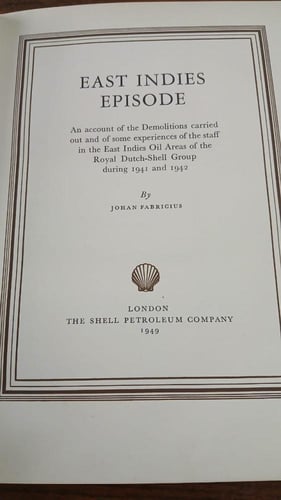 EAST INDIES
EPISODE
An account of the Demolitions carried
out and of some experiences of the staff
in the East Indies Oil Areas of the
Royal Dutch-Shell Group
during 1941 and 1942
By
JOHAN FABRICIUS
LONDON
THE SHELL PETROLEUM COMPANY
1949